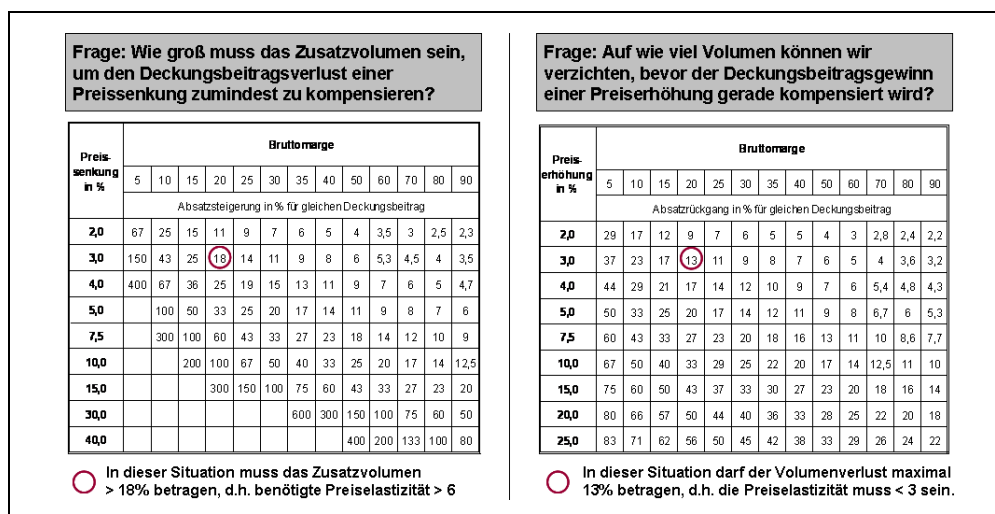 Frage: Wie groß muss das Zusatzvolumen sein,
um den Deckungsbeitragsverlust einer
Preissenkung zumindest zu kompensieren?
Preis-
senkung
in %
Bruttomarge
5 10 15 20 25 30 35 40 50 60 70 80 90
Absatzsteigerung in % für gleichen Deckungsbeitrag
2,0 67 25 15 11 9 7 6 5 4 3,5 3 2,5 2,3
3,0 150 43 25 18 14 11 9 8 6 5,3 4,5 4 3,5
4,0 400 67 36 25 19 15 13 11 9 7 6 5 4,7
5,0 100 50 33 25 20 17 14 11 9 8 7 6
7,5 300 100 60 43 33 27 23 18 14 12 10 9
10,0 200 100 67 50 40 33 25 20 17 14 12,5
15,0 300 150 100 75 60 43 33 27 23 20
30,0 600 300 150 100 75 60 50
40,0 400 200 133 100 80
In dieser Situation muss das Zusatzvolumen
> 18% betragen, d.h. benötigte Preiselastizität > 6
Frage: Auf wie viel Volumen können wir
verzichten, bevor der Deckungsbeitragsgewinn
einer Preiserhöhung gerade kompensiert wird?
Preis-
erhöhung
in %
Bruttomarge
5 10 15 20 25 30 35 40 50 60 70 80 90
Absatzrückgang in % für gleichen Deckungsbeitrag
2,0 29 17 12 9 7 6 5 5 4 3 2,8 2,4 2,2
3,0 37 23 17 13 11 9 8 7 6 5 4 3,6 3,2
4,0 44 29 21 17 14 12 10 9 7 6 5,4 4,8 4,3
5,0 50 33 25 20 17 14 12 11 9 8 6,7 6 5,3
7,5 60 43 33 27 23 20 18 16 13 11 10 8,6 7,7
10,0 67 50 40 33 29 25 22 20 17 14 12,5 11 10
15,0 75 60 50 43 37 33 30 27 23 20 18 16 14
20,0 80 66 57 50 44 40 36 33 28 25 22 20 18
25,0 83 71 62 56 50 45 42 38 33 29 26 24 22
In dieser Situation darf der Volumenverlust maximal
13% betragen, d.h. die Preiselastizität muss < 3 sein.